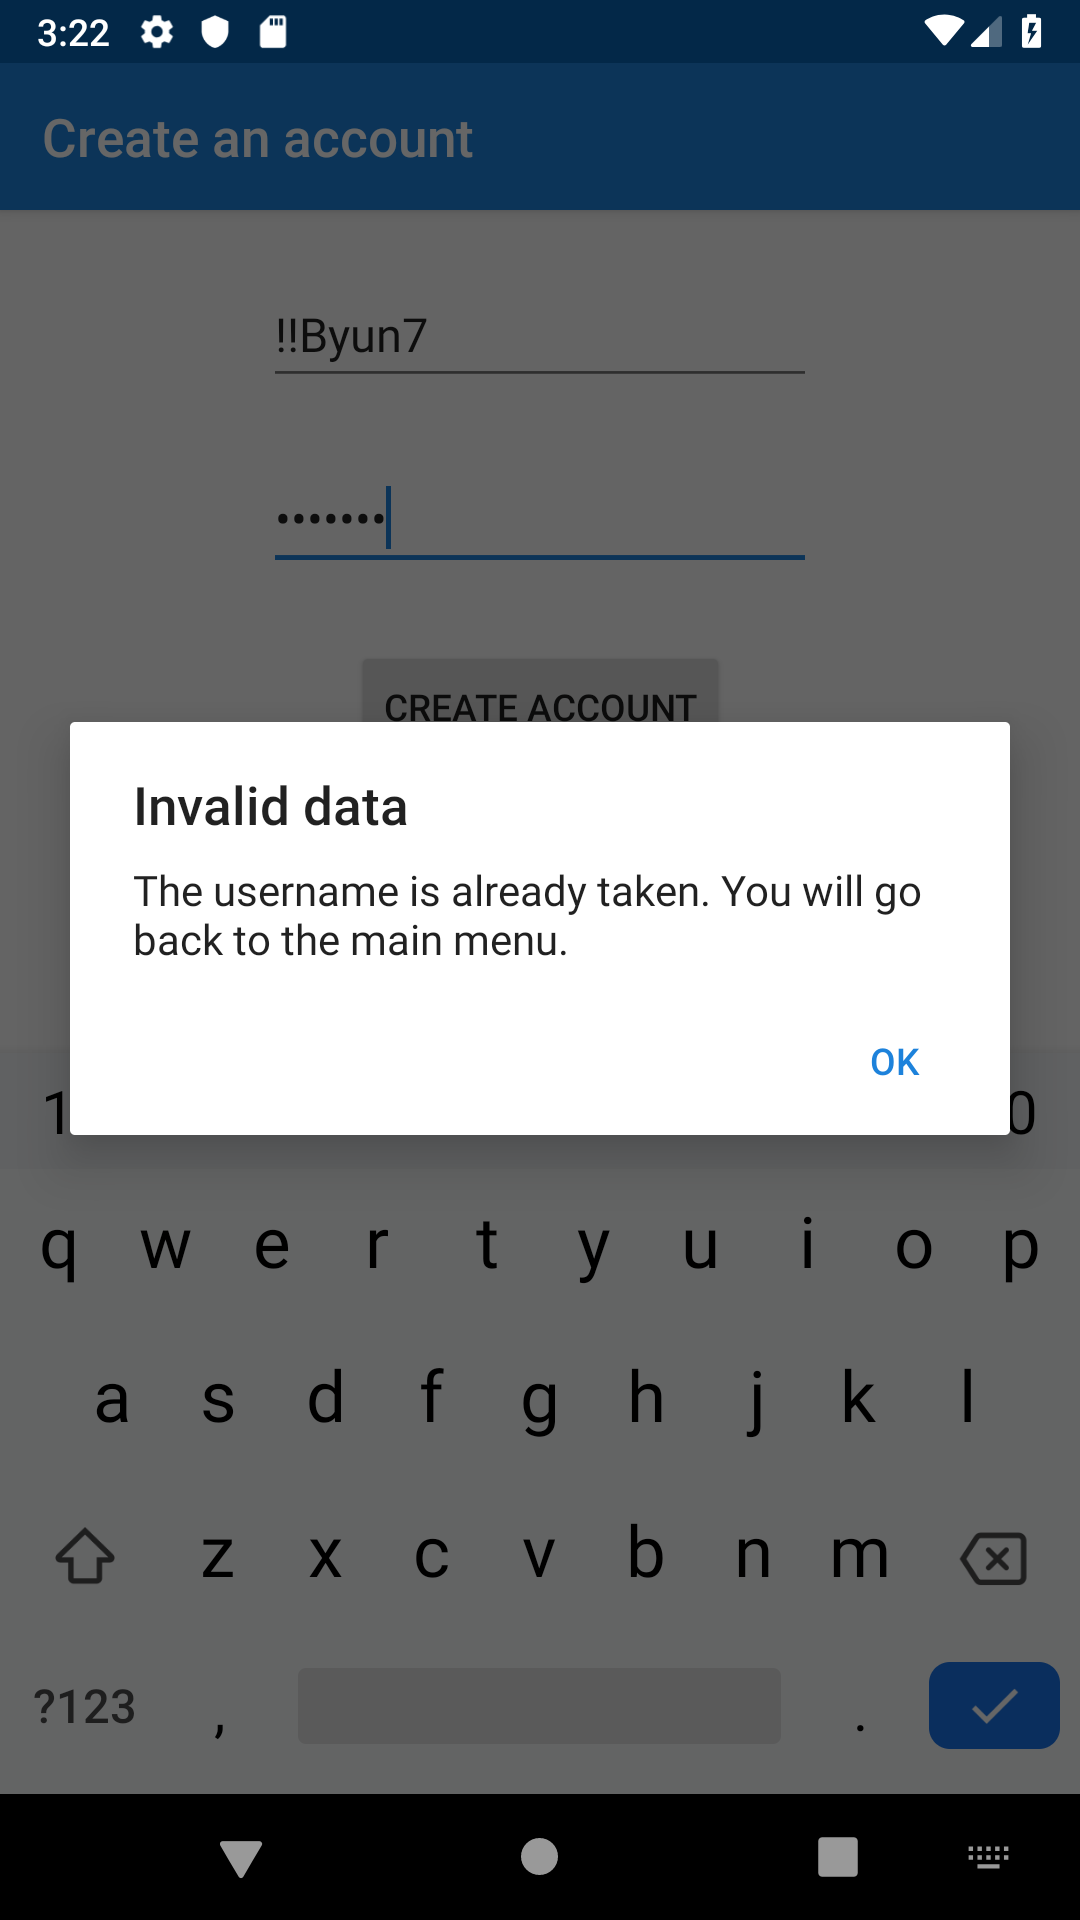 3:22
Create an account
!!Byun7
•••••••
CREATE ACCOUNT
Invalid data
The username is already taken. You will go
back to the main menu.
OK
1 0
q w e r t y u i o p
a s d f g h j k l
z x c v b n m
?123 , .